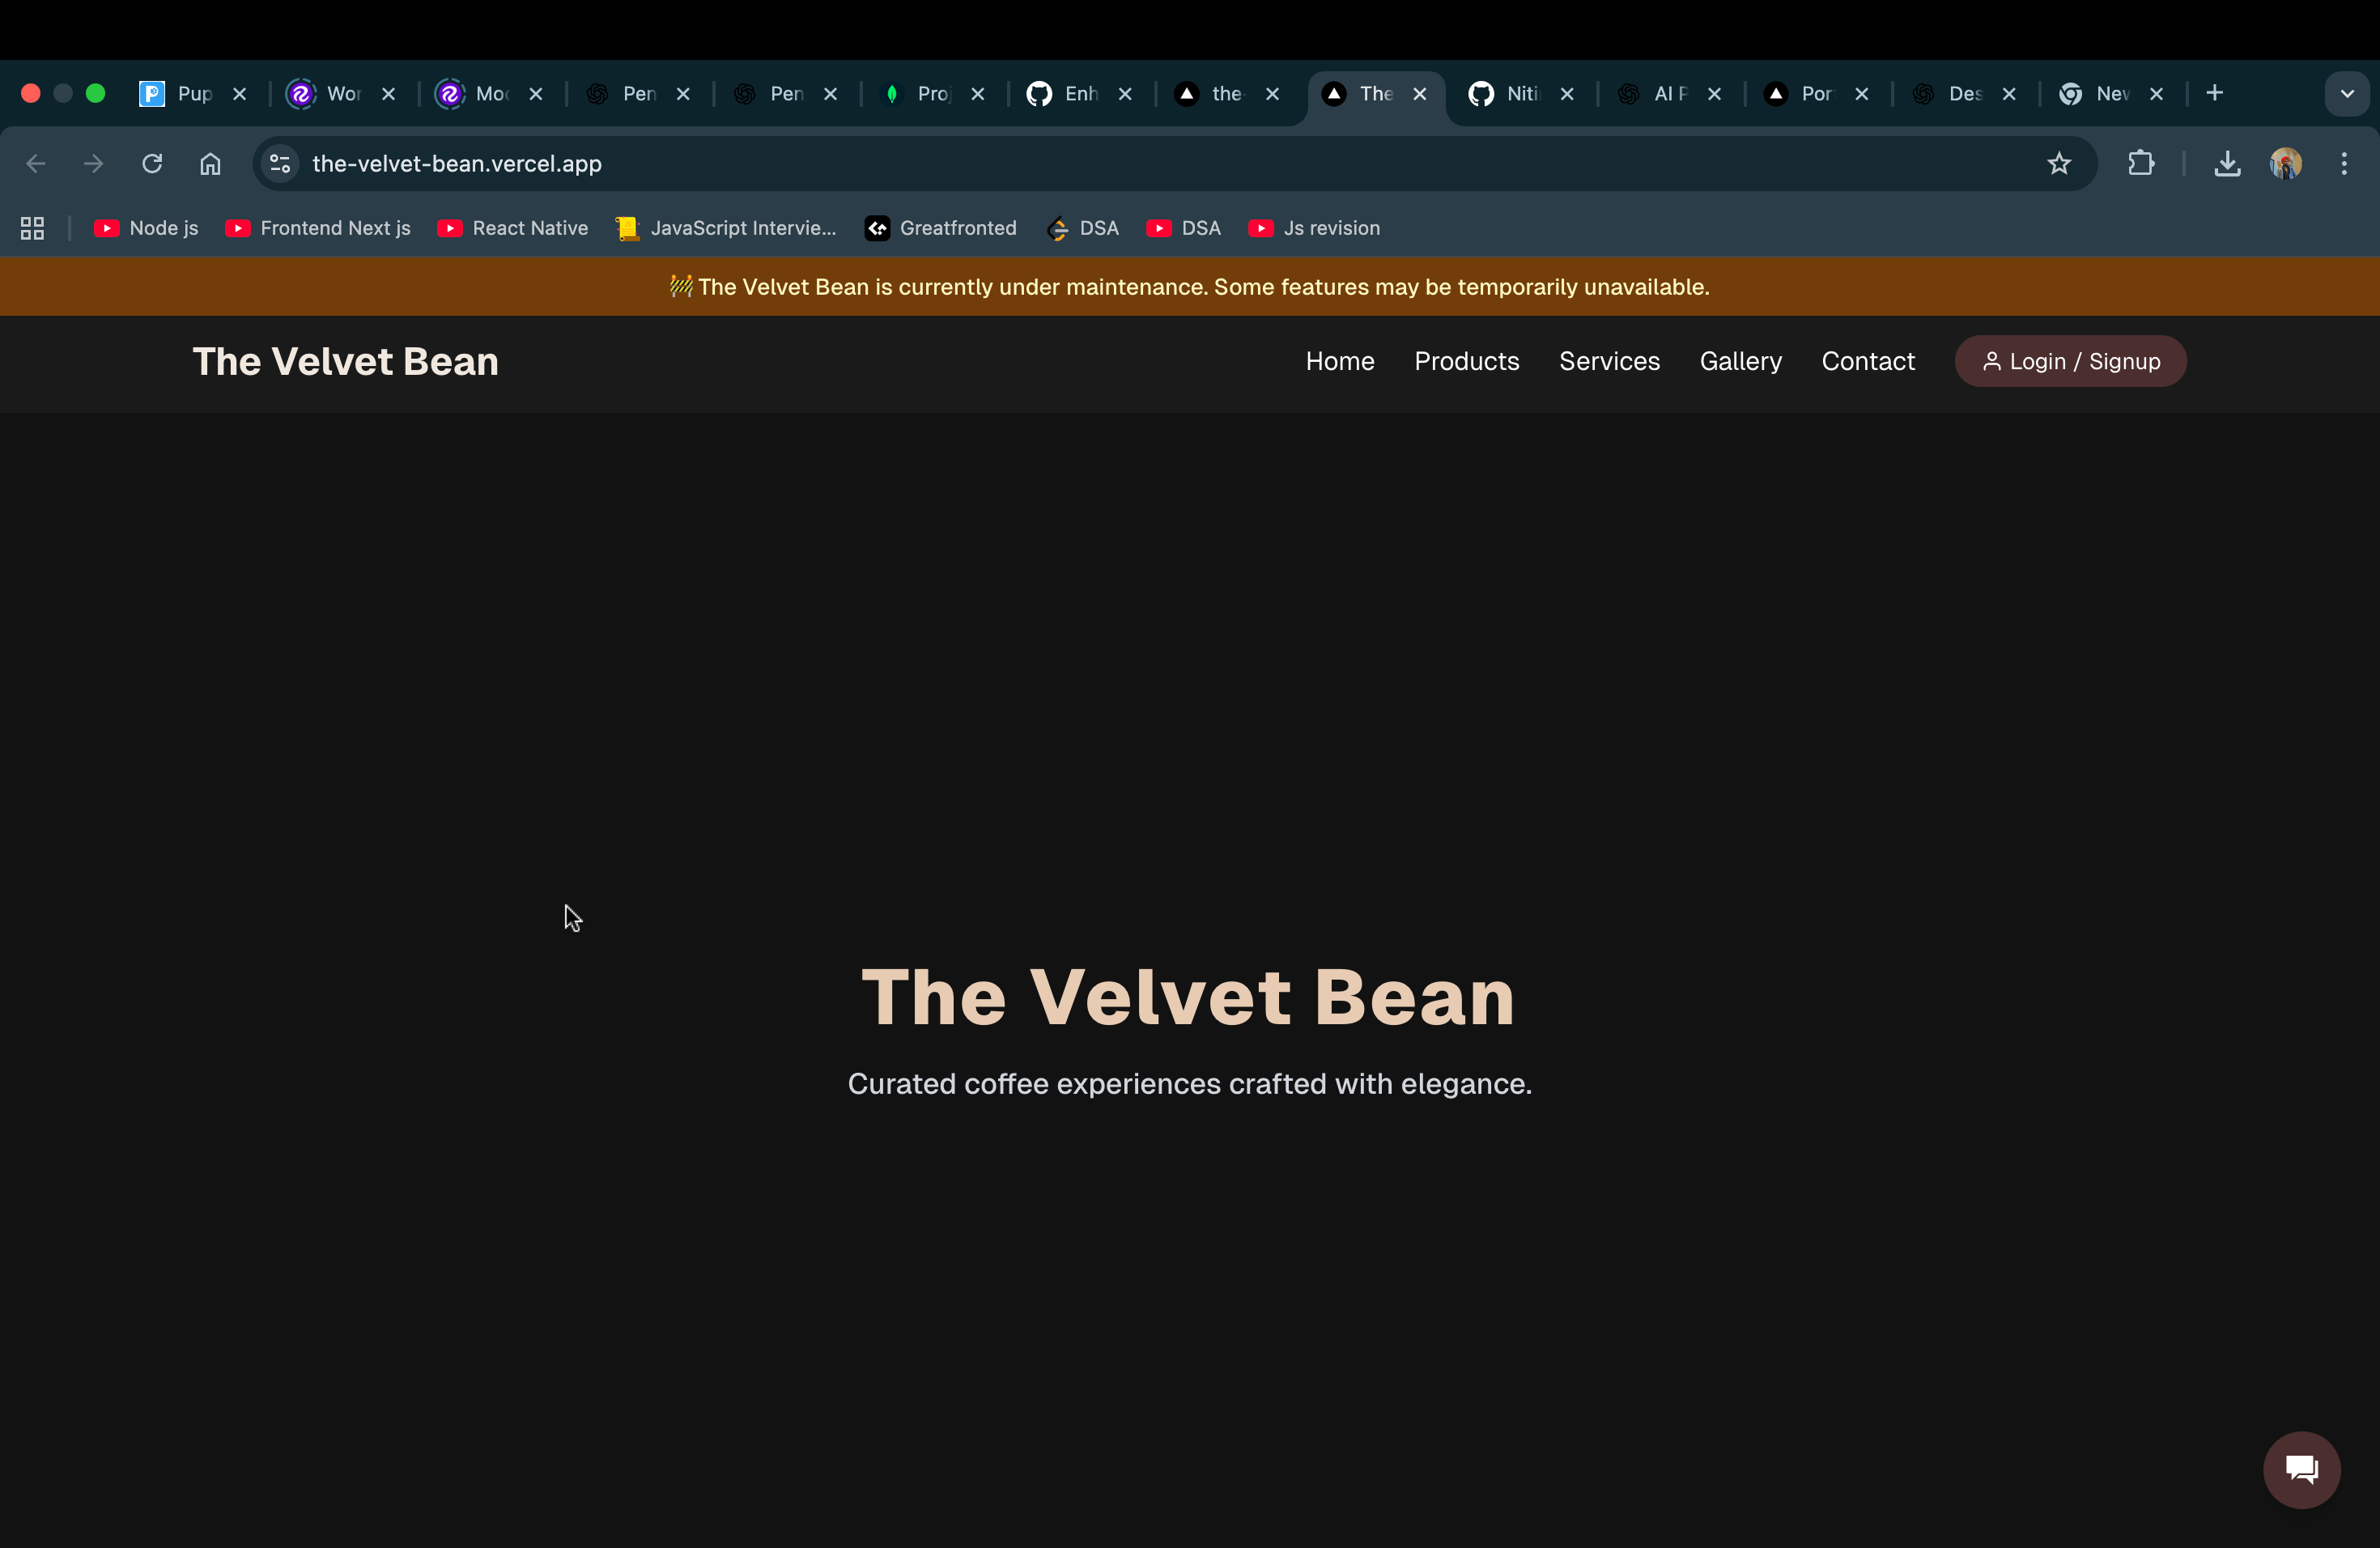 Pup Wor Moc Pen Pen Proj Enh the- The Niti AI P Por Des New
the-velvet-bean.vercel.app
Node js Frontend Next js React Native JavaScript Intervie... Greatfronted DSA DSA Js revision
🚧 The Velvet Bean is currently under maintenance. Some features may be temporarily unavailable.
The Velvet Bean Home Products Services Gallery Contact Login / Signup
The Velvet Bean
Curated coffee experiences crafted with elegance.